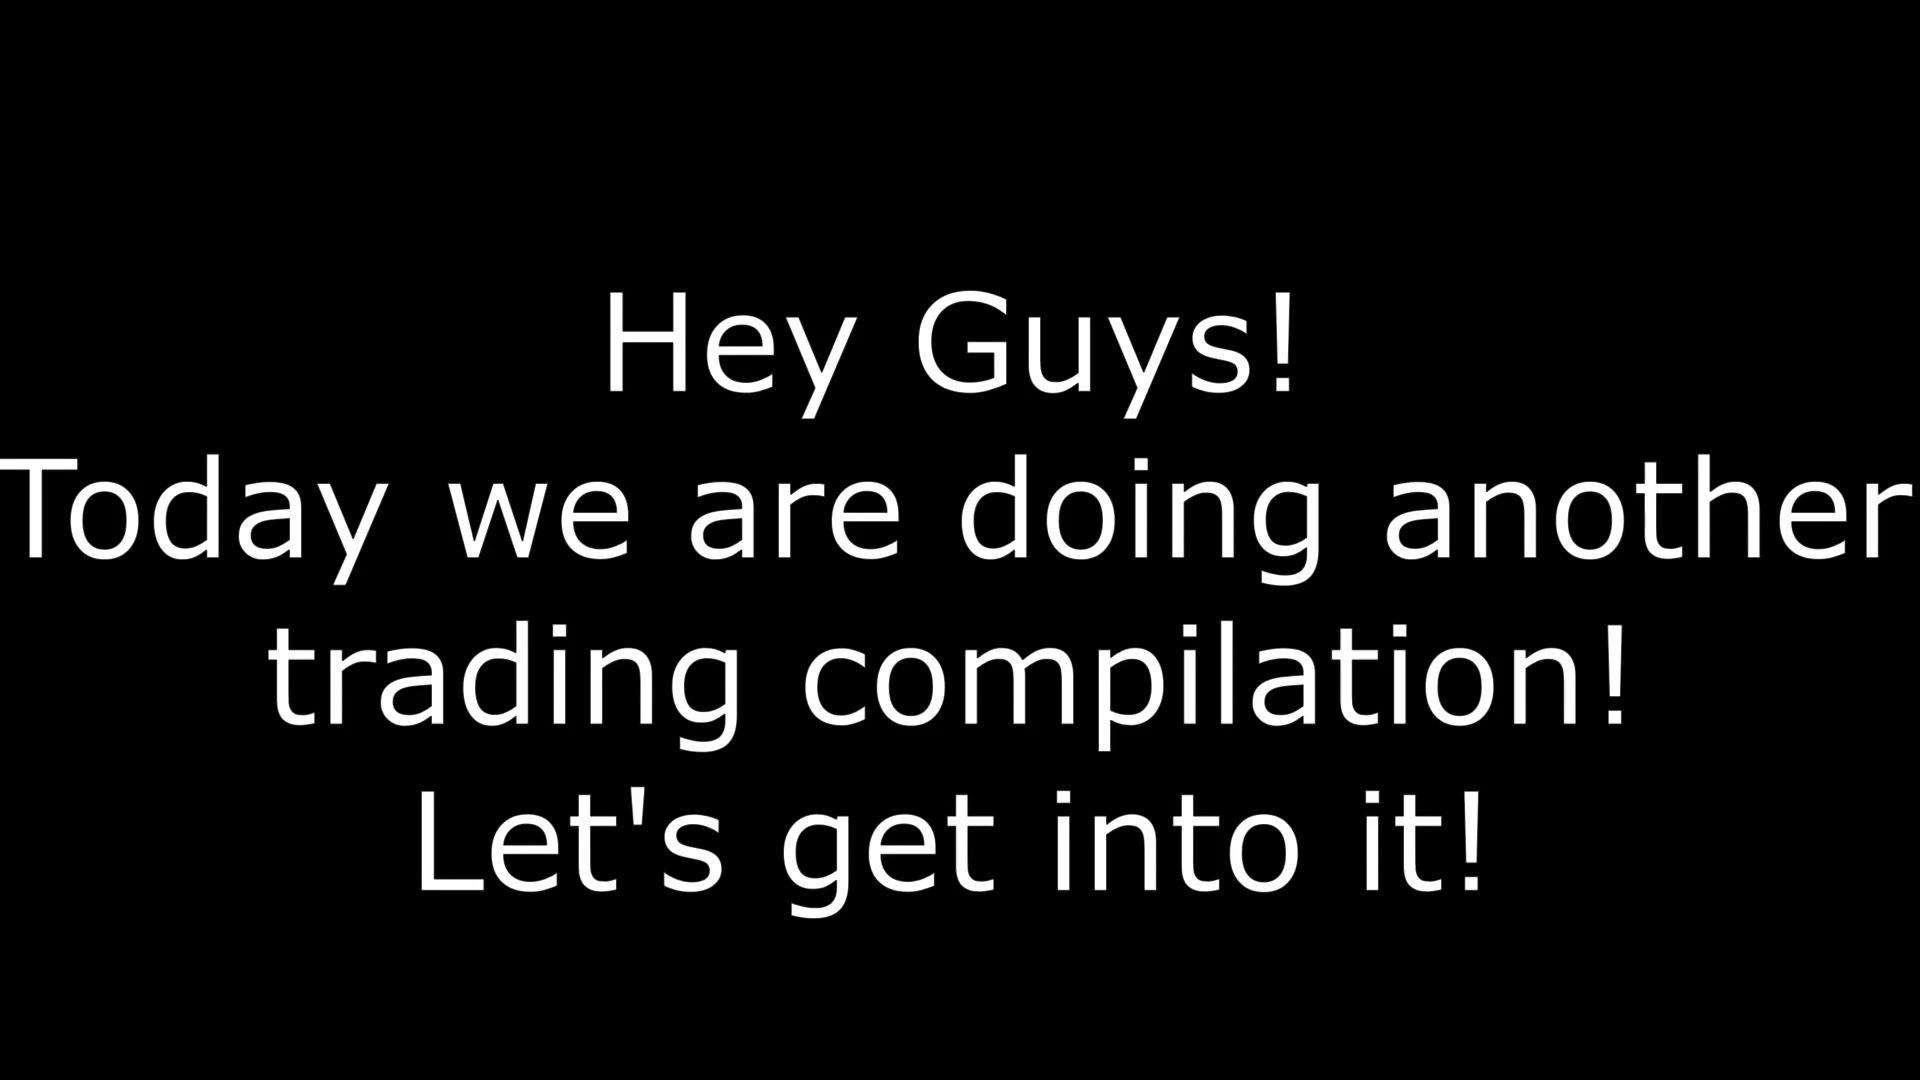 Hey Guys!
Today we are doing another
trading compilation!
Let's get into it!